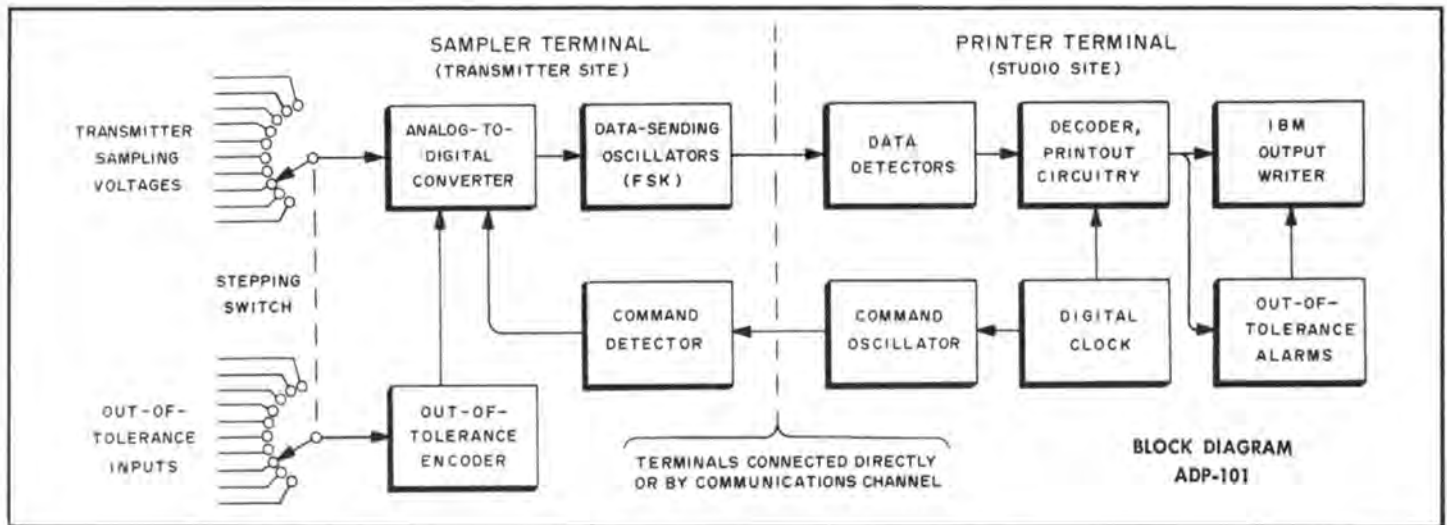 SAMPLER TERMINAL
(TRANSMITTER SITE)
PRINTER TERMINAL
(STUDIO SITE)
TRANSMITTER
SAMPLING
VOLTAGES
ANALOG-TO-
DIGITAL
CONVERTER
DATA-SENDING
OSCILLATORS
(FSK)
DATA
DETECTORS
DECODER,
PRINTOUT
CIRCUITRY
IBM
OUTPUT
WRITER
STEPPING
SWITCH
COMMAND
DETECTOR
COMMAND
OSCILLATOR
DIGITAL
CLOCK
OUT-OF-
TOLERANCE
ALARMS
OUT-OF-
TOLERANCE
INPUTS
OUT-OF-
TOLERANCE
ENCODER
TERMINALS CONNECTED DIRECTLY
OR BY COMMUNICATIONS CHANNEL
BLOCK DIAGRAM
ADP-101